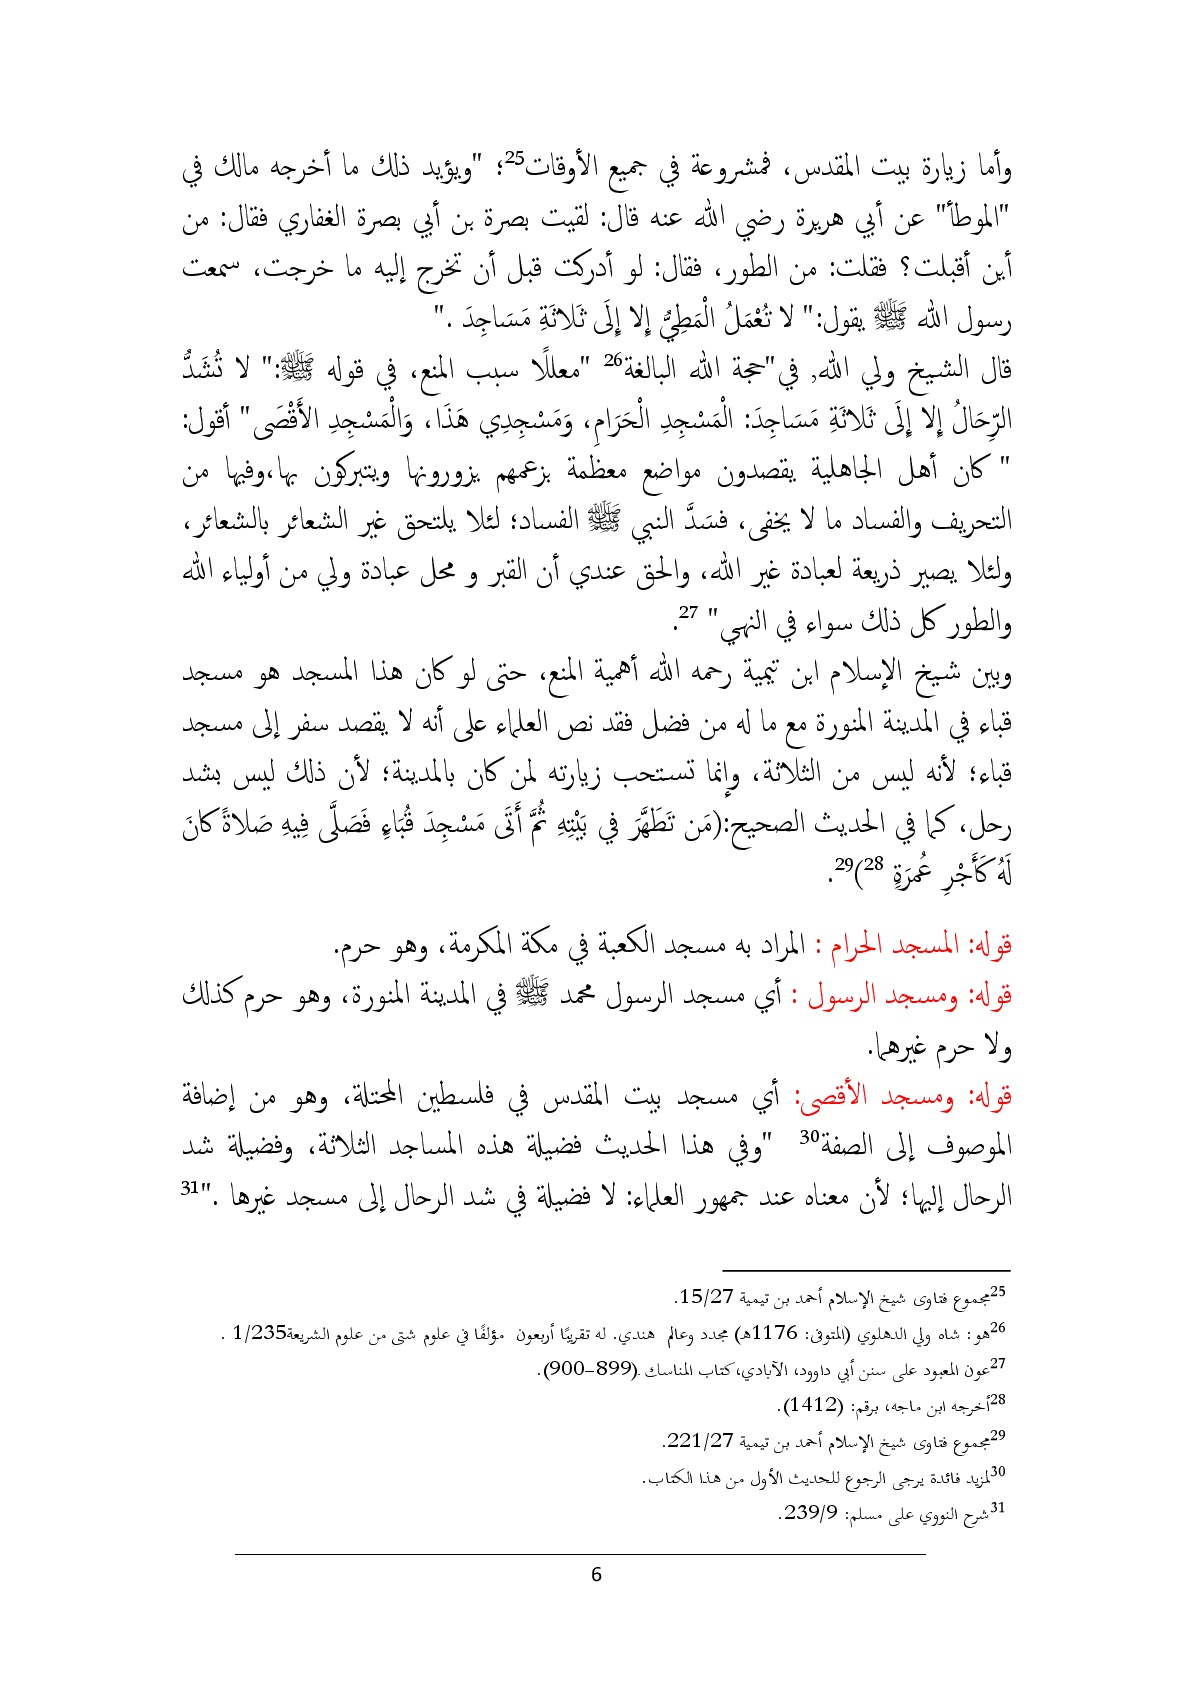 وأما زيارة بيت المقدس، فمشروعة في جميع الأوقات25؛ "ويؤيد ذلك ما أخرجه مالك في
"الموطأ" عن أبي هريرة رضي الله عنه قال: لقيت بصرة بن أبي بصرة الغفاري فقال: من
أين أقبلت؟ فقلت: من الطور، فقال: لو أدركت قبل أن تخرج إليه ما خرجت، سمعت
رسول الله ﷺ يقول:" لا تُعْمَلُ الْمَطِيُّ إِلا إِلَى ثَلاثَةِ مَسَاجِدَ ."
قال الشيخ ولي الله, في"حجة الله البالغة26 "معللًا سبب المنع، في قوله ﷺ:" لا تُشَدُّ
الرِّحَالُ إِلا إِلَى ثَلاثَةِ مَسَاجِدَ: الْمَسْجِدِ الْحَرَامِ، وَمَسْجِدِي هَذَا، وَالْمَسْجِدِ الأَقْصَى" أقول:
" كان أهل الجاهلية يقصدون مواضع معظمة بزعمهم يزورونها ويتبركون بها،وفيها من
التحريف والفساد ما لا يخفى، فسَدَّ النبي ﷺ الفساد؛ لئلا يلتحق غير الشعائر بالشعائر،
ولئلا يصير ذريعة لعبادة غير الله، والحق عندي أن القبر و محل عبادة ولي من أولياء الله
والطور كل ذلك سواء في النهي" 27.
وبين شيخ الإسلام ابن تيمية رحمه الله أهمية المنع، حتى لو كان هذا المسجد هو مسجد
قباء في المدينة المنورة مع ما له من فضل فقد نص العلماء على أنه لا يقصد سفر إلى مسجد
قباء؛ لأنه ليس من الثلاثة، وإنما تستحب زيارته لمن كان بالمدينة؛ لأن ذلك ليس بشد
رحل، كما في الحديث الصحيح:(مَن تَطَهَّرَ في بَيْتِهِ ثُمَّ أَتَى مَسْجِدَ قُبَاءٍ فَصَلَّى فِيهِ صَلاةً كانَ
لَهُ كَأَجْرِ عُمرَةٍ 28)29.
قوله: المسجد الحرام : المراد به مسجد الكعبة في مكة المكرمة، وهو حرم.
قوله: ومسجد الرسول : أي مسجد الرسول محمد ﷺ في المدينة المنورة، وهو حرم كذلك
ولا حرم غيرهما.
قوله: ومسجد الأقصى: أي مسجد بيت المقدس في فلسطين المحتلة، وهو من إضافة
الموصوف إلى الصفة30 "وفي هذا الحديث فضيلة هذه المساجد الثلاثة، وفضيلة شد
الرحال إليها؛ لأن معناه عند جمهور العلماء: لا فضيلة في شد الرحال إلى مسجد غيرها ."31
25مجموع فتاوى شيخ الإسلام أحمد بن تيمية 15/27.
26هو: شاه ولي الدهلوي (المتوفى: 1176هـ) مجدد وعالم هندي. له تقريبًا أربعون مؤلفًا في علوم شتى من علوم الشريعة1/235 .
27عون المعبود على سنن أبي داوود، الآبادي،كتاب المناسك .(899–900).
28أخرجه ابن ماجه، برقم: (1412).
29مجموع فتاوى شيخ الإسلام أحمد بن تيمية 221/27.
30لمزيد فائدة يرجى الرجوع للحديث الأول من هذا الكتاب.
31شرح النووي على مسلم: 239/9.
6